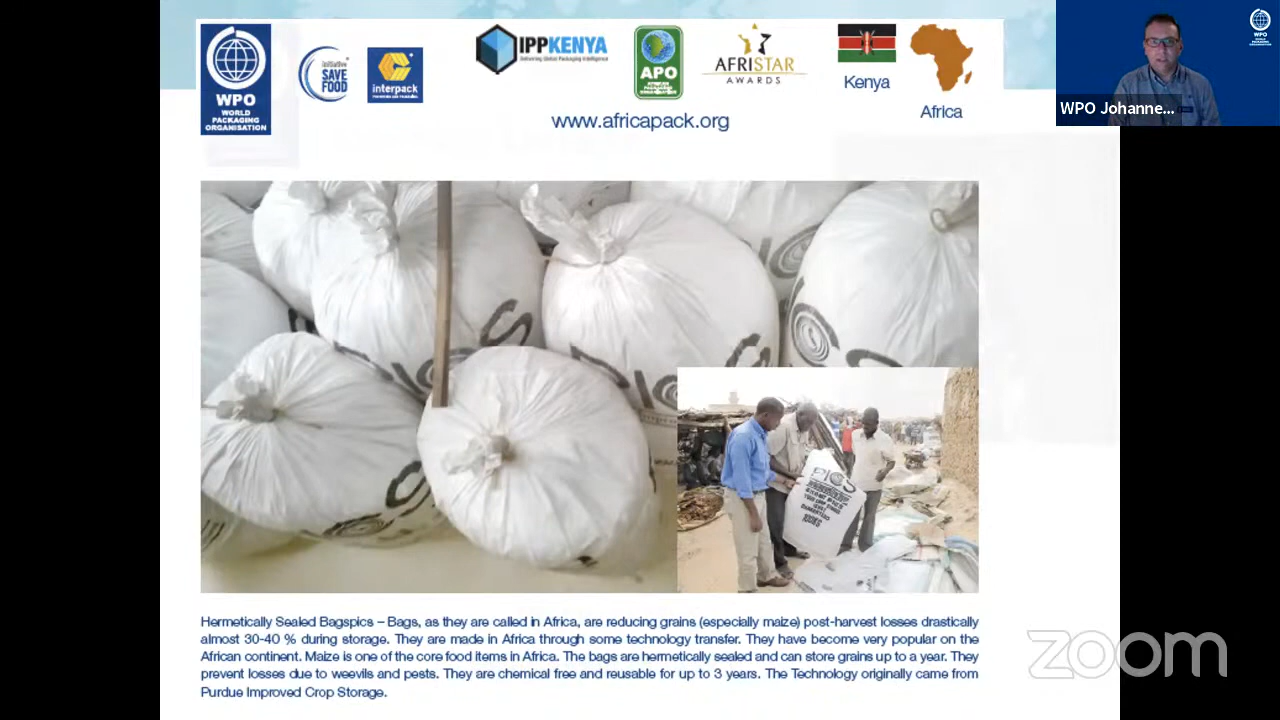 WPO
WORLD
PACKAGING
ORGANISATION
initiative
SAVE
FOOD
interpack
IPPKENYA
Delivering Global Packaging Intelligence
APO
AFRICAN
PACKAGING
ORGANISATION
AFRISTAR
AWARDS
Kenya
Africa
www.africapack.org
WPO
WPO Johanne...
PICS
PICS
Hermetically Sealed Bagspics – Bags, as they are called in Africa, are reducing grains (especially maize) post-harvest losses drastically
almost 30-40 % during storage. They are made in Africa through some technology transfer. They have become very popular on the
African continent. Maize is one of the core food items in Africa. The bags are hermetically sealed and can store grains up to a year. They
prevent losses due to weevils and pests. They are chemical free and reusable for up to 3 years. The Technology originally came from
Purdue Improved Crop Storage.
zoom